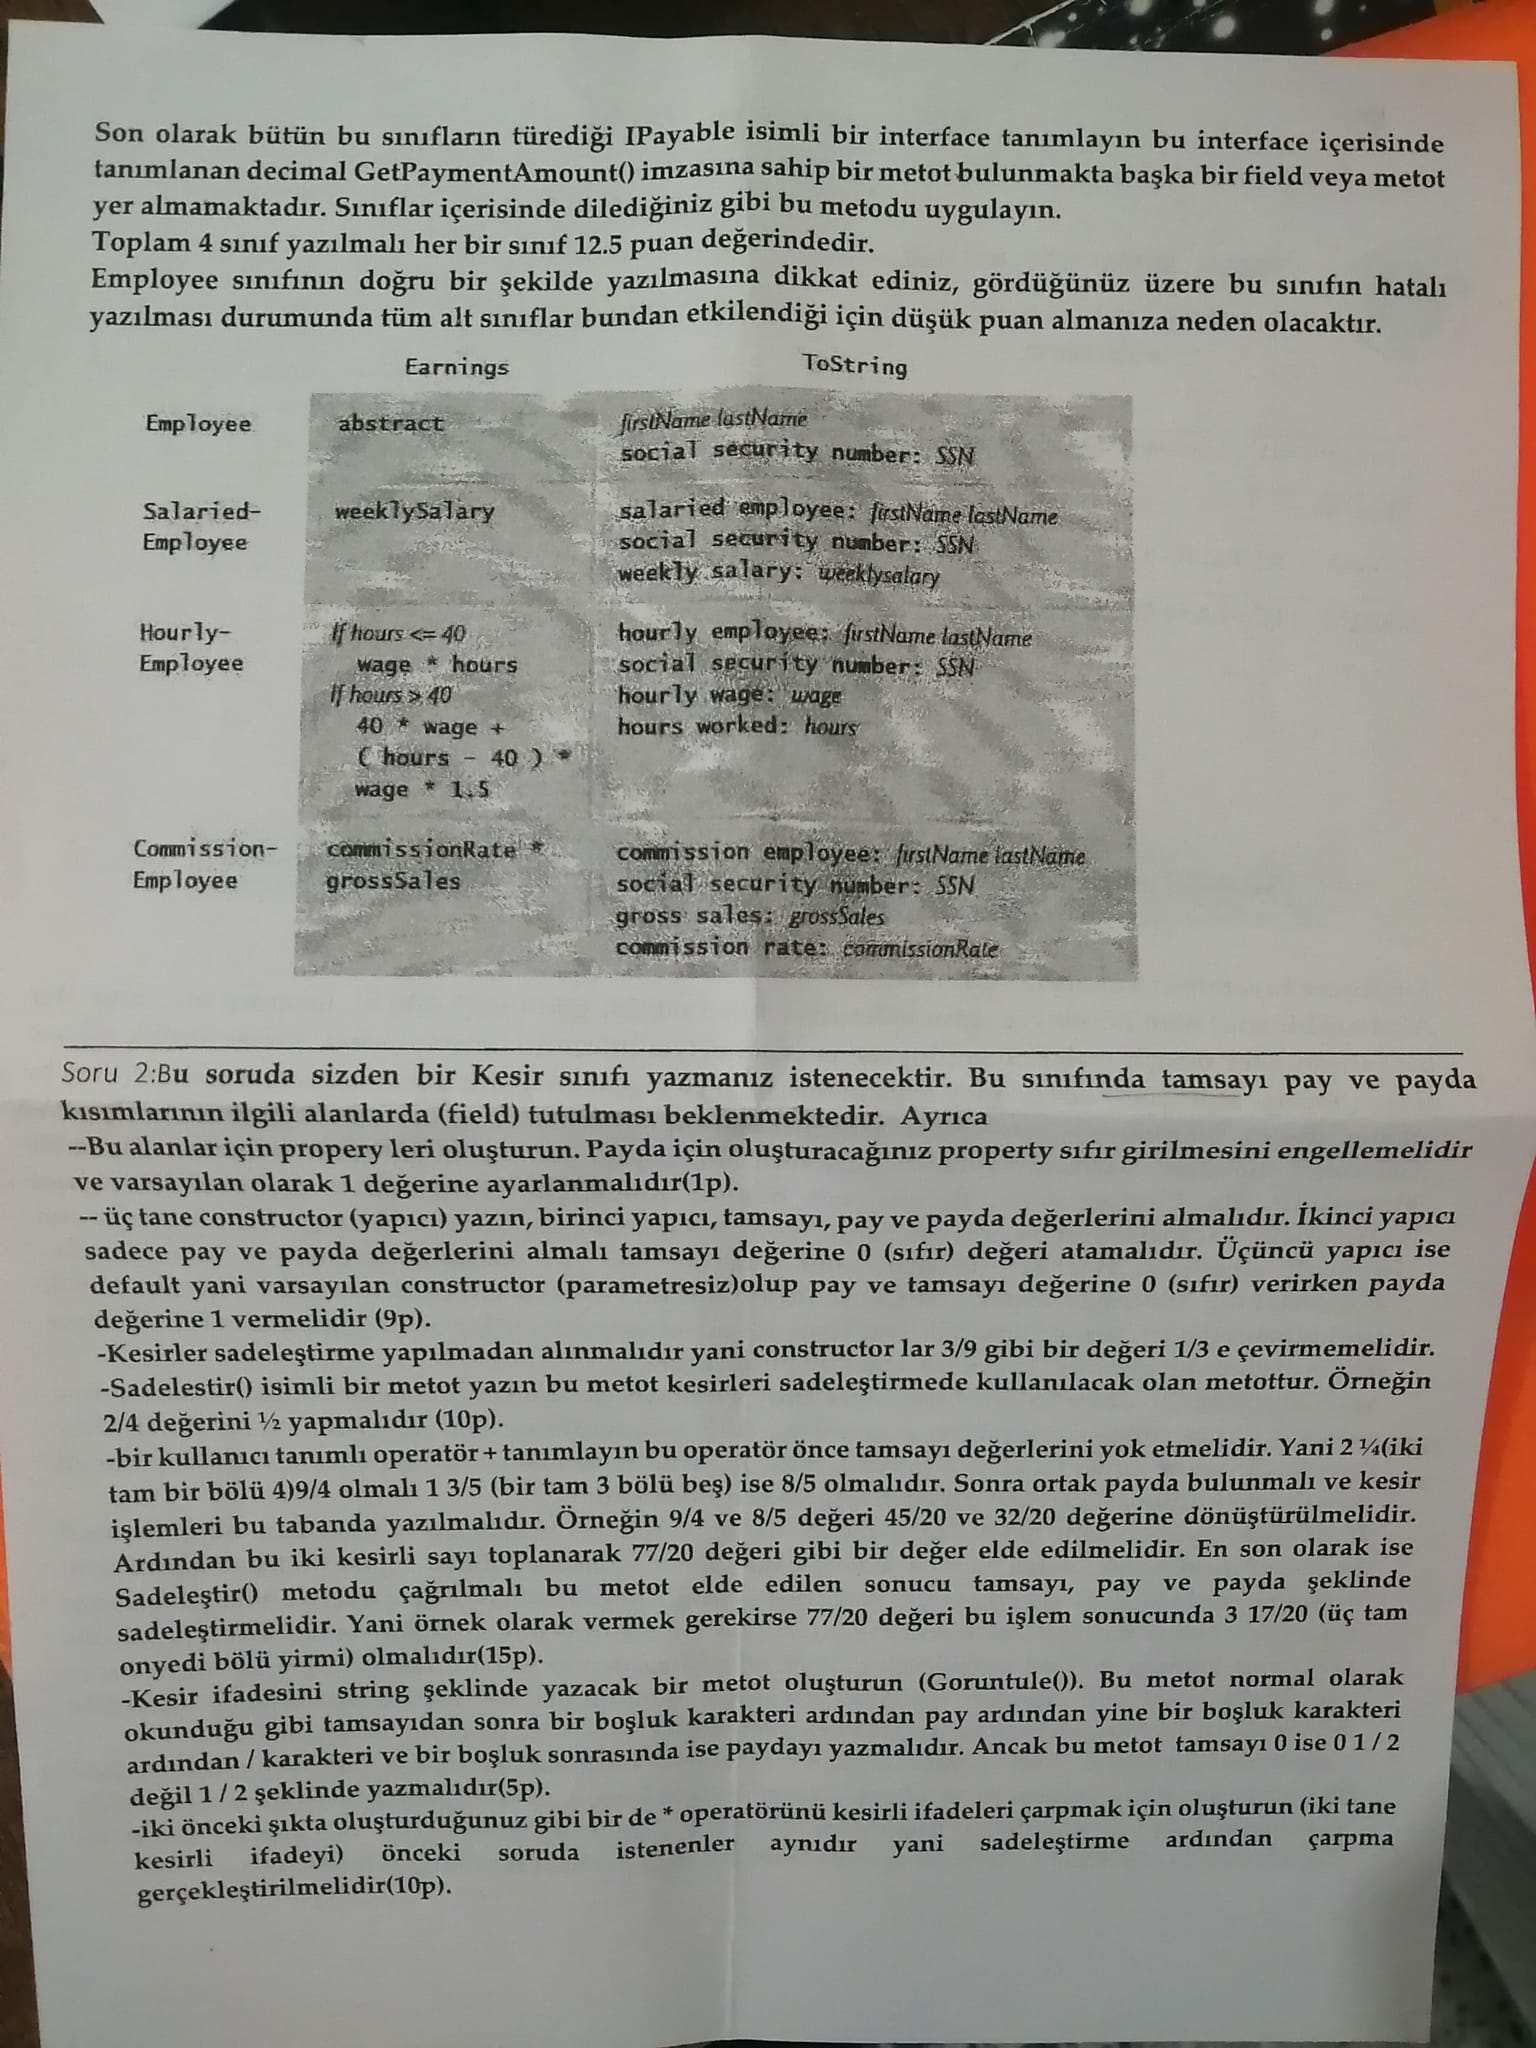 Son olarak bütün bu sınıfların türediği IPayable isimli bir interface tanımlayın bu interface içerisinde
tanımlanan decimal GetPaymentAmount() imzasına sahip bir metot bulunmakta başka bir field veya metot
yer almamaktadır. Sınıflar içerisinde dilediğiniz gibi bu metodu uygulayın.
Toplam 4 sınıf yazılmalı her bir sınıf 12.5 puan değerindedir.
Employee sınıfının doğru bir şekilde yazılmasına dikkat ediniz, gördüğünüz üzere bu sınıfın hatalı
yazılması durumunda tüm alt sınıflar bundan etkilendiği için düşük puan almanıza neden olacaktır.
Earnings ToString
Employee abstract firstName lastName
social security number: SSN
Salaried- weeklySalary salaried employee: firstName lastName
Employee social security number: SSN
weekly salary: weeklysalary
Hourly- If hours <= 40 hourly employee: firstName lastName
Employee wage * hours social security number: SSN
If hours > 40 hourly wage: wage
40 * wage + hours worked: hours
( hours - 40 ) *
wage * 1.5
Commission- commissionRate * commission employee: firstName lastName
Employee grossSales social security number: SSN
gross sales: grossSales
commission rate: commissionRate
Soru 2:Bu soruda sizden bir Kesir sınıfı yazmanız istenecektir. Bu sınıfında tamsayı pay ve payda
kısımlarının ilgili alanlarda (field) tutulması beklenmektedir. Ayrıca
--Bu alanlar için propery leri oluşturun. Payda için oluşturacağınız property sıfır girilmesini engellemelidir
ve varsayılan olarak 1 değerine ayarlanmalıdır(1p).
-- üç tane constructor (yapıcı) yazın, birinci yapıcı, tamsayı, pay ve payda değerlerini almalıdır. İkinci yapıcı
sadece pay ve payda değerlerini almalı tamsayı değerine 0 (sıfır) değeri atamalıdır. Üçüncü yapıcı ise
default yani varsayılan constructor (parametresiz)olup pay ve tamsayı değerine 0 (sıfır) verirken payda
değerine 1 vermelidir (9p).
-Kesirler sadeleştirme yapılmadan alınmalıdır yani constructor lar 3/9 gibi bir değeri 1/3 e çevirmemelidir.
-Sadelestir() isimli bir metot yazın bu metot kesirleri sadeleştirmede kullanılacak olan metottur. Örneğin
2/4 değerini ½ yapmalıdır (10p).
-bir kullanıcı tanımlı operatör + tanımlayın bu operatör önce tamsayı değerlerini yok etmelidir. Yani 2 ¼(iki
tam bir bölü 4)9/4 olmalı 1 3/5 (bir tam 3 bölü beş) ise 8/5 olmalıdır. Sonra ortak payda bulunmalı ve kesir
işlemleri bu tabanda yazılmalıdır. Örneğin 9/4 ve 8/5 değeri 45/20 ve 32/20 değerine dönüştürülmelidir.
Ardından bu iki kesirli sayı toplanarak 77/20 değeri gibi bir değer elde edilmelidir. En son olarak ise
Sadeleştir() metodu çağrılmalı bu metot elde edilen sonucu tamsayı, pay ve payda şeklinde
sadeleştirmelidir. Yani örnek olarak vermek gerekirse 77/20 değeri bu işlem sonucunda 3 17/20 (üç tam
onyedi bölü yirmi) olmalıdır(15p).
-Kesir ifadesini string şeklinde yazacak bir metot oluşturun (Goruntule()). Bu metot normal olarak
okunduğu gibi tamsayıdan sonra bir boşluk karakteri ardından pay ardından yine bir boşluk karakteri
ardından / karakteri ve bir boşluk sonrasında ise paydayı yazmalıdır. Ancak bu metot tamsayı 0 ise 0 1 / 2
değil 1 / 2 şeklinde yazmalıdır(5p).
-iki önceki şıkta oluşturduğunuz gibi bir de * operatörünü kesirli ifadeleri çarpmak için oluşturun (iki tane
kesirli ifadeyi) önceki soruda istenenler aynıdır yani sadeleştirme ardından çarpma
gerçekleştirilmelidir(10p).